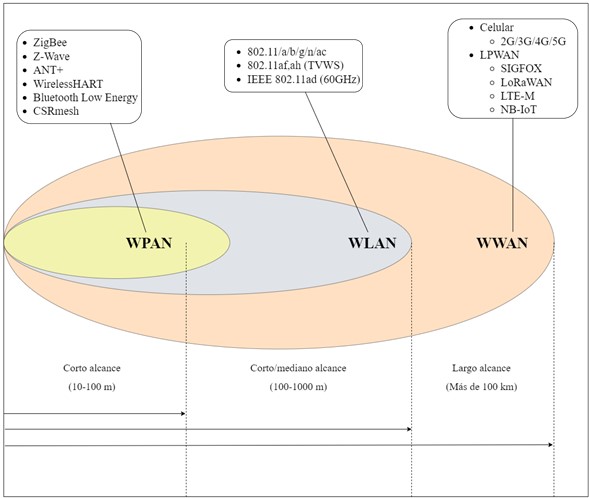 ZigBee
Z-Wave
ANT+
WirelessHART
Bluetooth Low Energy
CSRmesh
802.11/a/b/g/n/ac
802.11af,ah (TVWS)
IEEE 802.11ad (60GHz)
Celular
2G/3G/4G/5G
LPWAN
SIGFOX
LoRaWAN
LTE-M
NB-IoT
WPAN
WLAN
WWAN
Corto alcance
(10-100 m)
Corto/mediano alcance
(100-1000 m)
Largo alcance
(Más de 100 km)